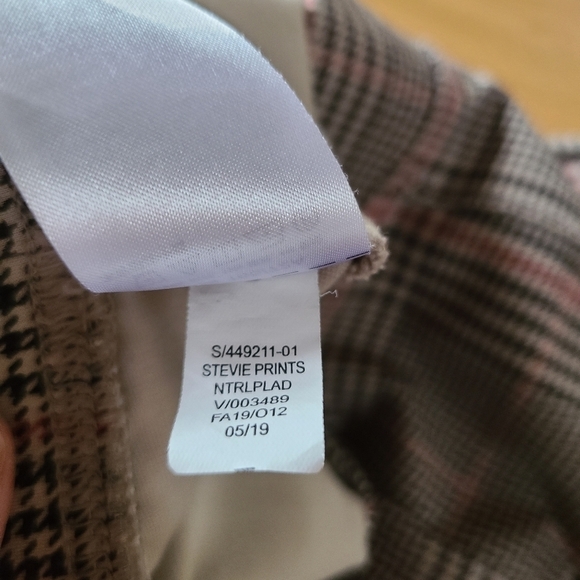 S/449211-01
STEVIE PRINTS
NTRLPLAD
V/003489
FA19/O12
05/19